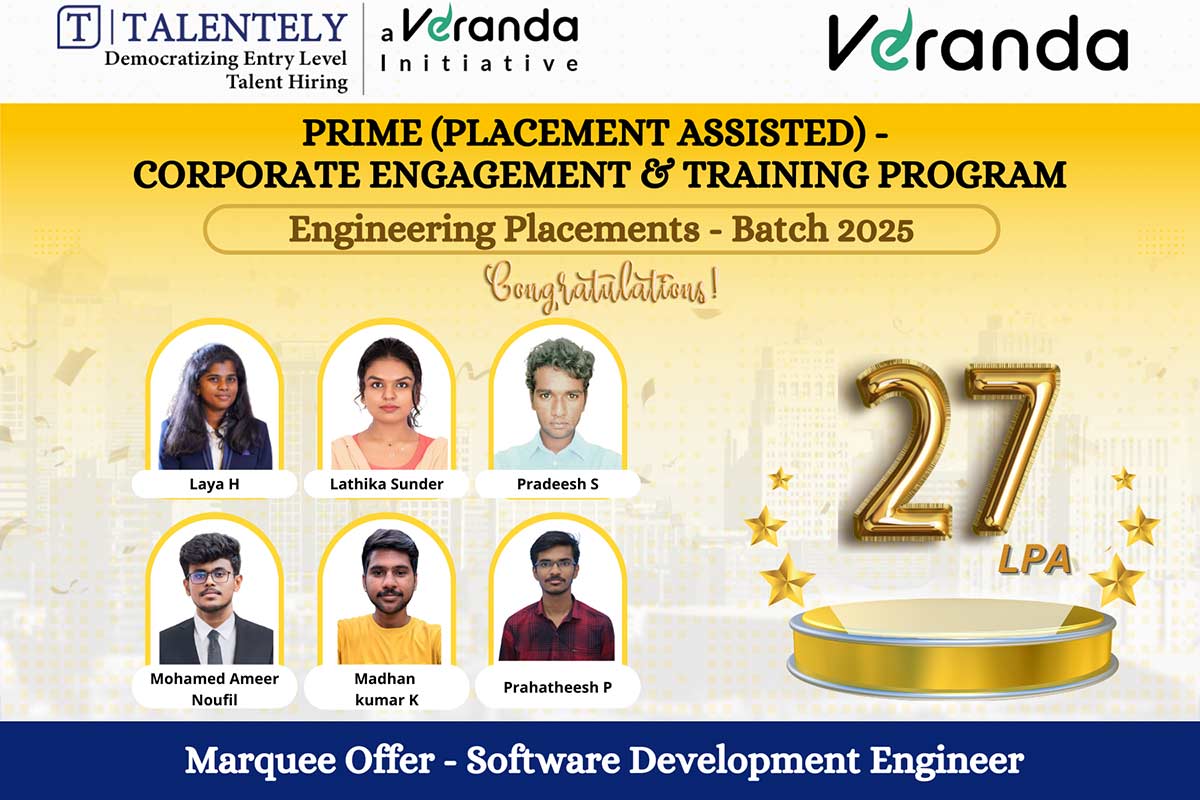 T TALENTELY
Democratizing Entry Level
Talent Hiring
a Veranda
Initiative
Veranda
PRIME (PLACEMENT ASSISTED) -
CORPORATE ENGAGEMENT & TRAINING PROGRAM
Engineering Placements - Batch 2025
Congratulations!
Laya H
Lathika Sunder
Pradeesh S
Mohamed Ameer
Noufil
Madhan
kumar K
Prahatheesh P
27
LPA
Marquee Offer - Software Development Engineer